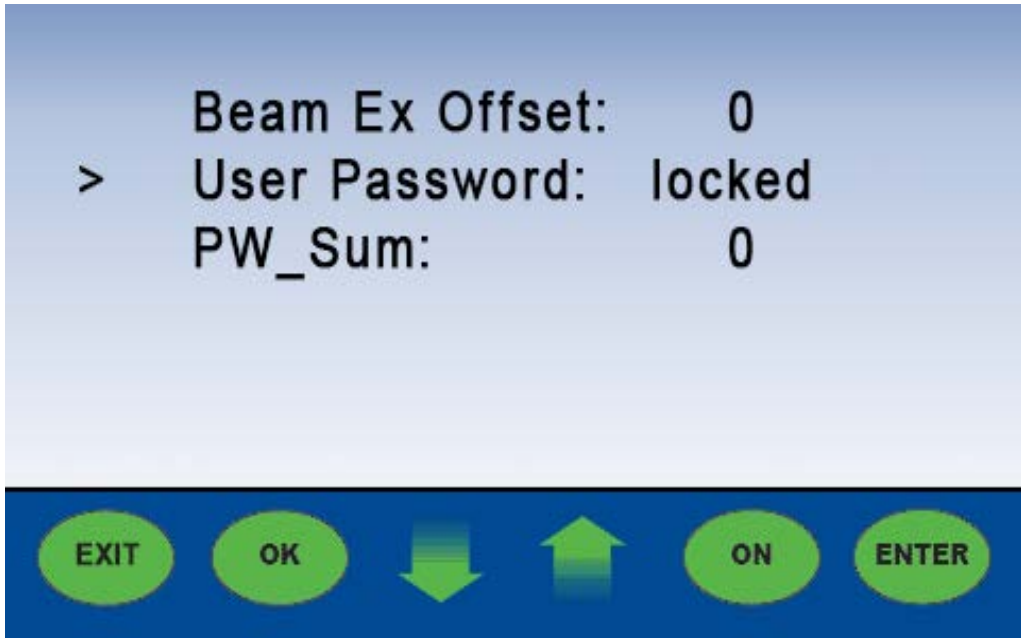 Beam Ex Offset: 0
> User Password: locked
PW_Sum: 0
EXIT OK ON ENTER